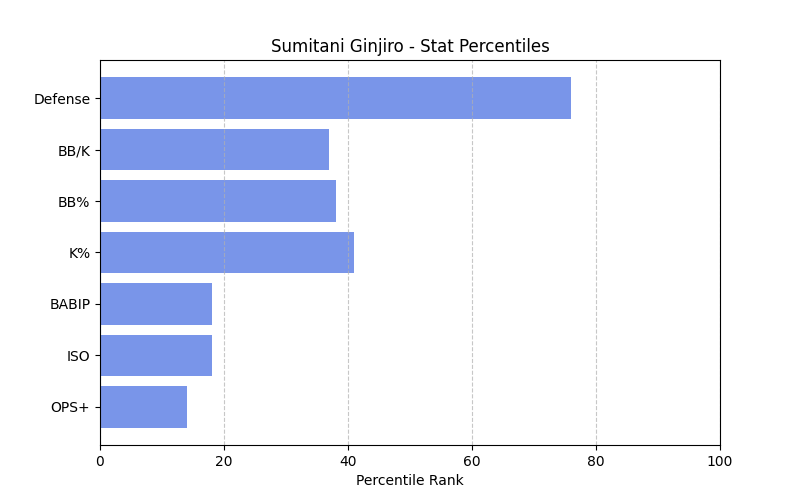 Sumitani Ginjiro - Stat Percentiles
Defense
BB/K
BB%
K%
BABIP
ISO
OPS+
0 20 40 60 80 100
Percentile Rank